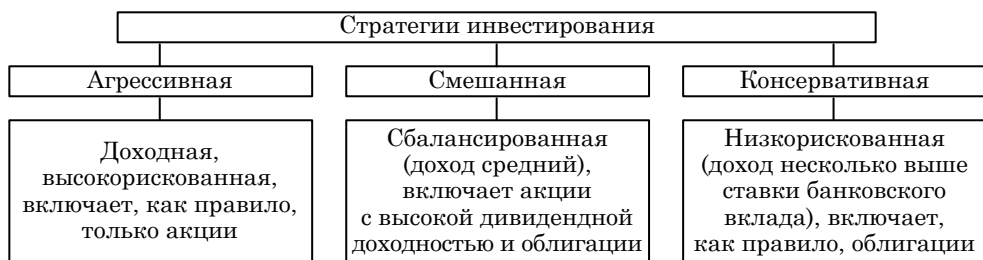 Стратегии инвестирования
Агрессивная
Смешанная
Консервативная
Доходная,
высокорискованная,
включает, как правило,
только акции
Сбалансированная
(доход средний),
включает акции
с высокой дивидендной
доходностью и облигации
Низкорискованная
(доход несколько выше
ставки банковского
вклада), включает,
как правило, облигации